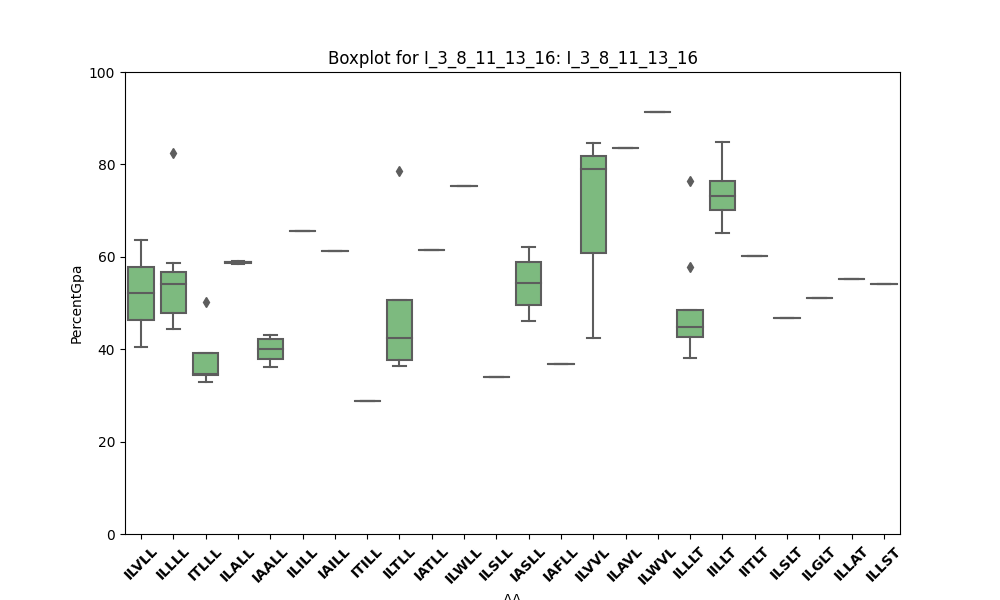 Boxplot for I_3_8_11_13_16: I_3_8_11_13_16
100
80
60
40
20
0
PercentGpa
ILVLL ILLLL ITLLL ILALL IAALL ILILL IAILL ITILL ILTLL IATLL ILWLL ILSLL IASLL IAFLL ILVVL ILAVL ILWVL ILLLT IILLT IITLT ILSLT ILGLT ILLAT ILLST
AA